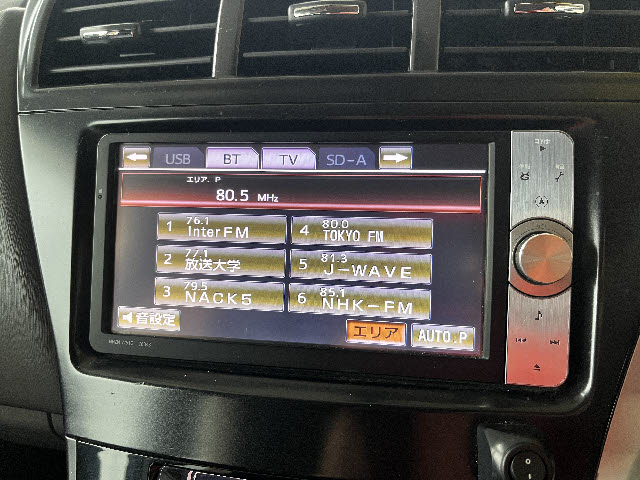 USB BT TV SD-A
エリア. P
80.5 MHz
1 76.1 InterFM
4 80.0 TOKYO FM
2 77.1 放送大学
5 81.3 J-WAVE
3 79.5 NACK5
6 85.1 NHK-FM
音設定
エリア
AUTO.P